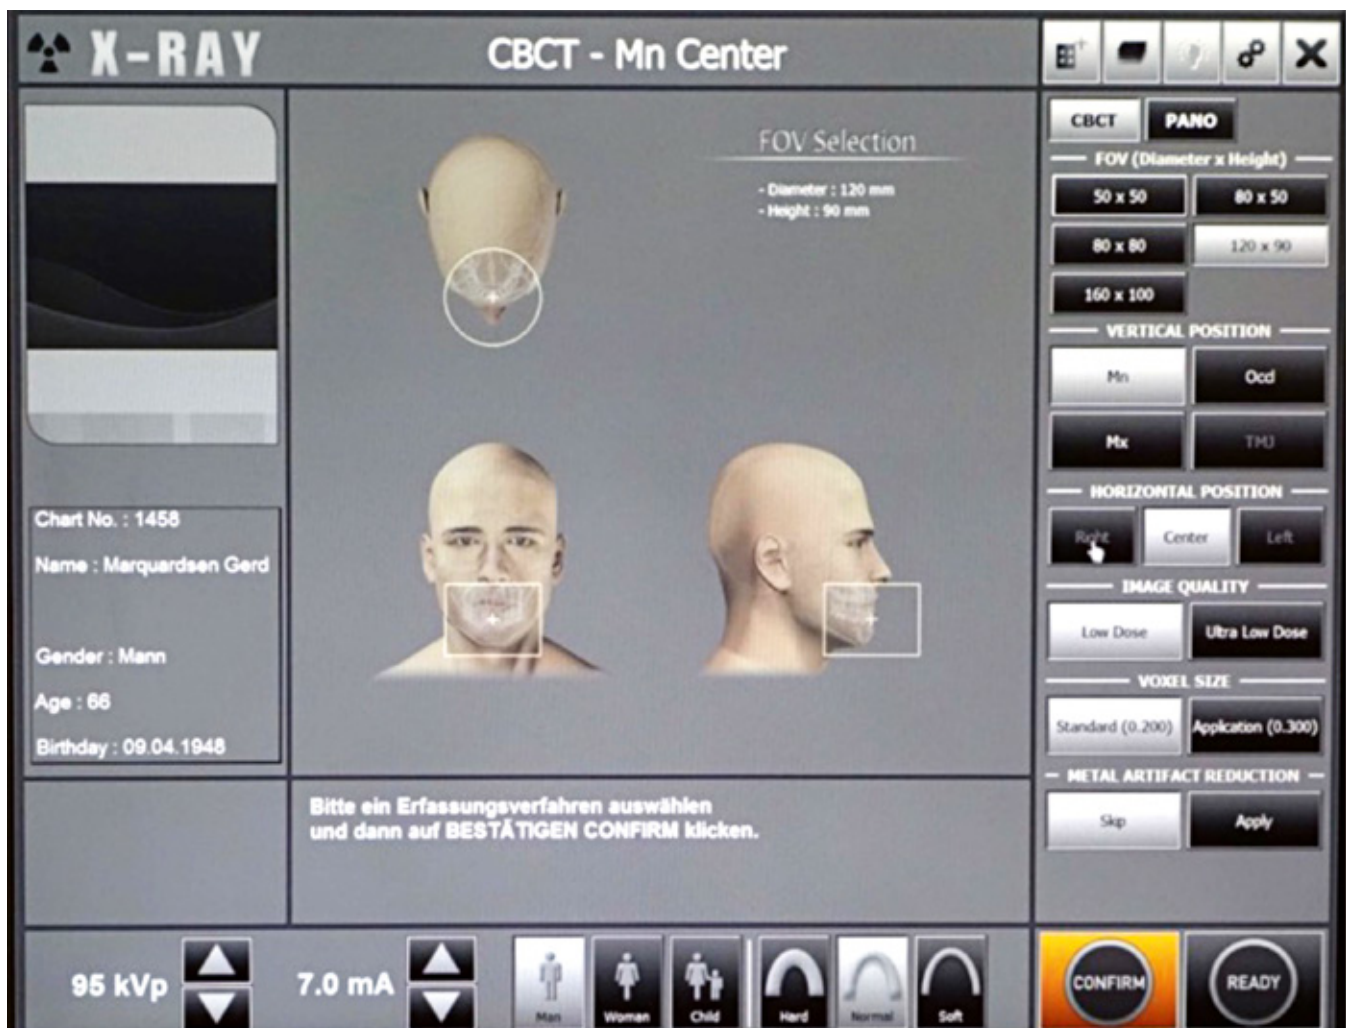 X-RAY
CBCT - Mn Center
CBCT
PANO
FOV Selection
- Diameter : 120 mm
- Height : 90 mm
FOV (Diameter x Height)
50 x 50
80 x 50
80 x 80
120 x 90
160 x 100
VERTICAL POSITION
Mn
Occl
Mx
TMJ
HORIZONTAL POSITION
Right
Center
Left
IMAGE QUALITY
Low Dose
Ultra Low Dose
VOXEL SIZE
Standard (0.200)
Application (0.300)
METAL ARTIFACT REDUCTION
Skip
Apply
Chart No. : 1458
Name : Marquardsen Gerd
Gender : Mann
Age : 66
Birthday : 09.04.1948
Bitte ein Erfassungsverfahren auswählen
und dann auf BESTÄTIGEN CONFIRM klicken.
95 kVp
7.0 mA
Man
Woman
Child
Hard
Normal
Soft
CONFIRM
READY